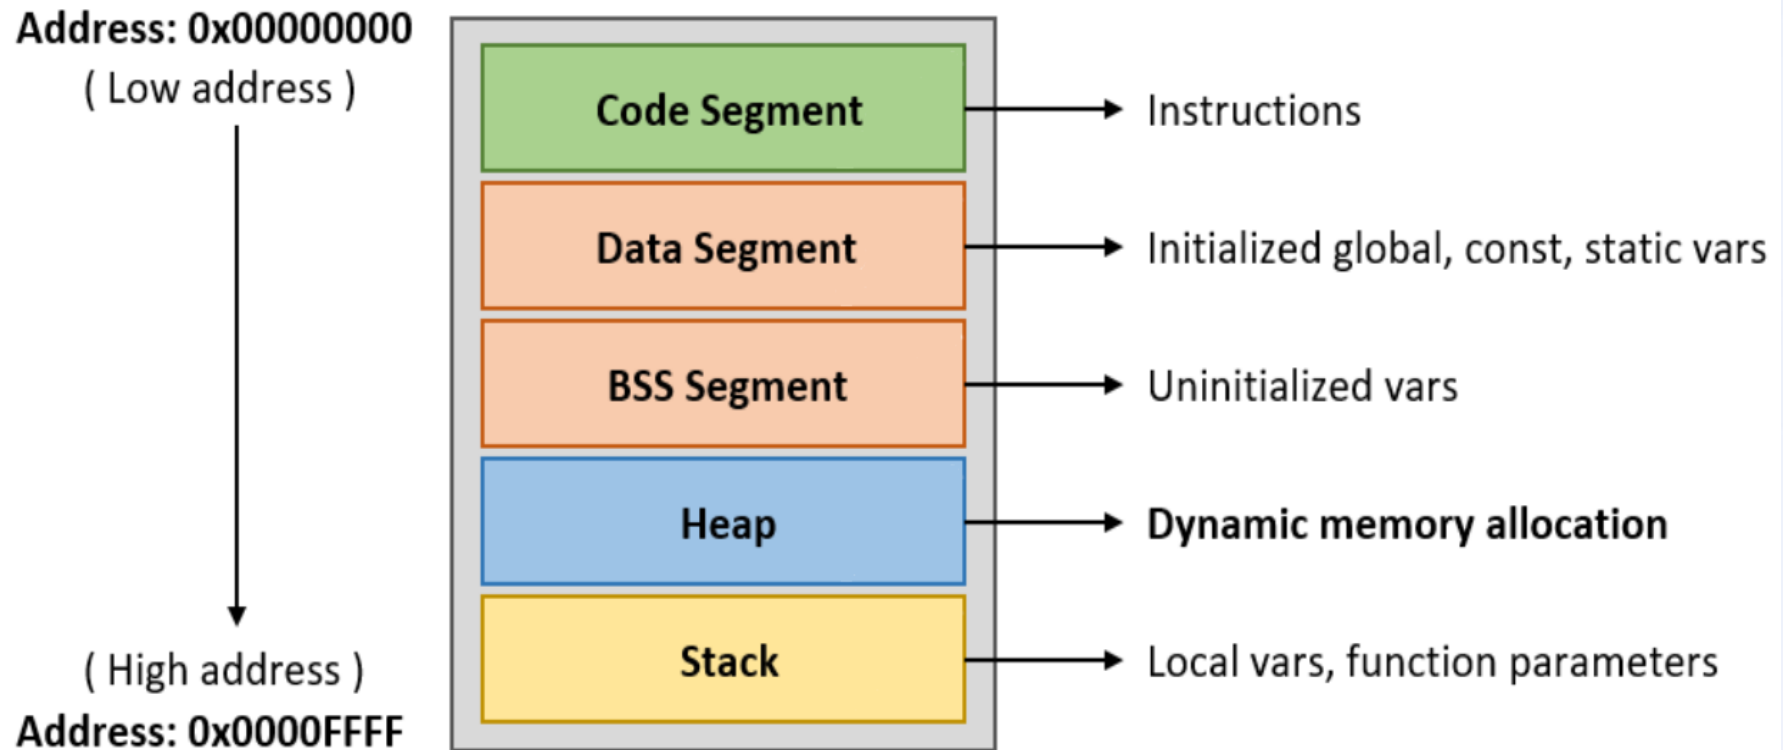 Address: 0x00000000
( Low address )
Code Segment
Instructions
Data Segment
Initialized global, const, static vars
BSS Segment
Uninitialized vars
Heap
Dynamic memory allocation
Stack
Local vars, function parameters
( High address )
Address: 0x0000FFFF